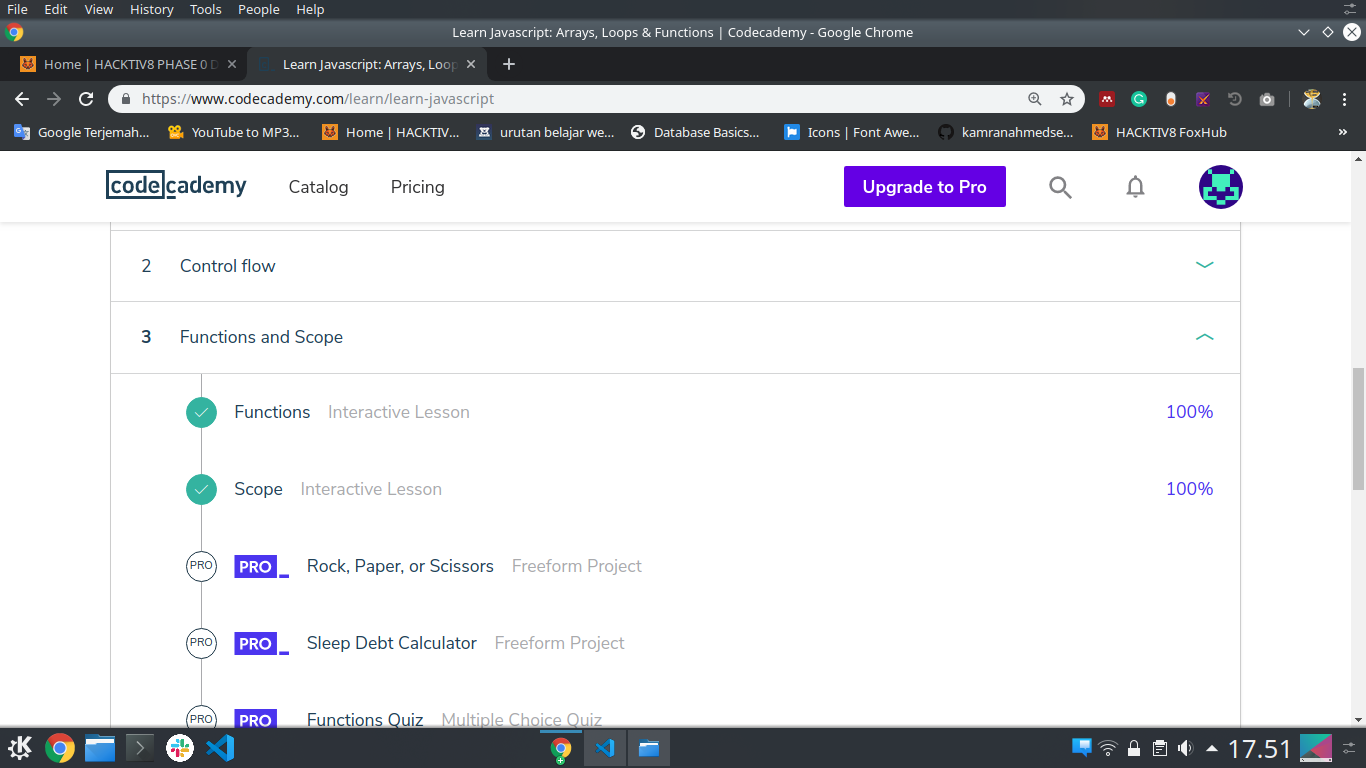 File Edit View History Tools People Help
Learn Javascript: Arrays, Loops & Functions | Codecademy - Google Chrome
Home | HACKTIV8 PHASE 0 D Learn Javascript: Arrays, Loop
https://www.codecademy.com/learn/learn-javascript
Google Terjemah... YouTube to MP3... Home | HACKTIV... urutan belajar we... Database Basics... Icons | Font Awe... kamranahmedse... HACKTIV8 FoxHub »
codecademy Catalog Pricing Upgrade to Pro
2 Control flow
3 Functions and Scope
Functions Interactive Lesson 100%
Scope Interactive Lesson 100%
PRO PRO_ Rock, Paper, or Scissors Freeform Project
PRO PRO_ Sleep Debt Calculator Freeform Project
PRO PRO Functions Quiz Multiple Choice Quiz
17.51